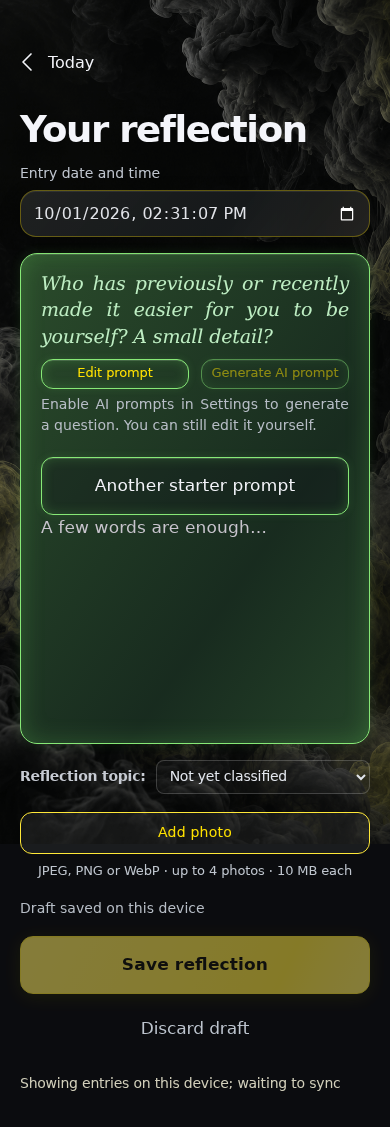 Today
Your reflection
Entry date and time
10/01/2026, 02:31:07 PM
Who has previously or recently
made it easier for you to be
yourself? A small detail?
Edit prompt
Generate AI prompt
Enable AI prompts in Settings to generate
a question. You can still edit it yourself.
Another starter prompt
A few words are enough...
Reflection topic:
Not yet classified
Add photo
JPEG, PNG or WebP · up to 4 photos · 10 MB each
Draft saved on this device
Save reflection
Discard draft
Showing entries on this device; waiting to sync